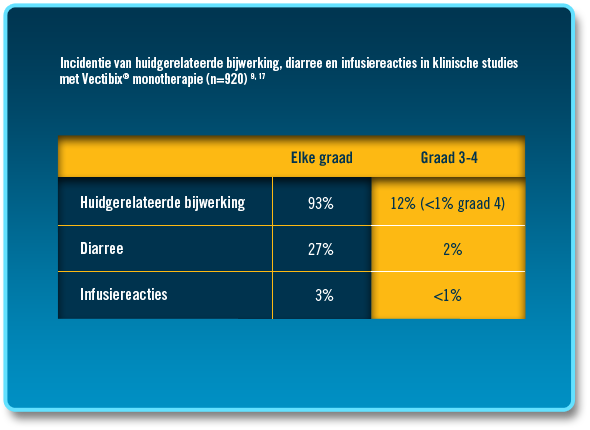 Incidentie van huidgerelateerde bijwerking, diarree en infusiereacties in klinische studies
met Vectibix® monotherapie (n=920) 9, 17
Elke graad Graad 3-4
Huidgerelateerde bijwerking 93% 12% (<1% graad 4)
Diarree 27% 2%
Infusiereacties 3% <1%